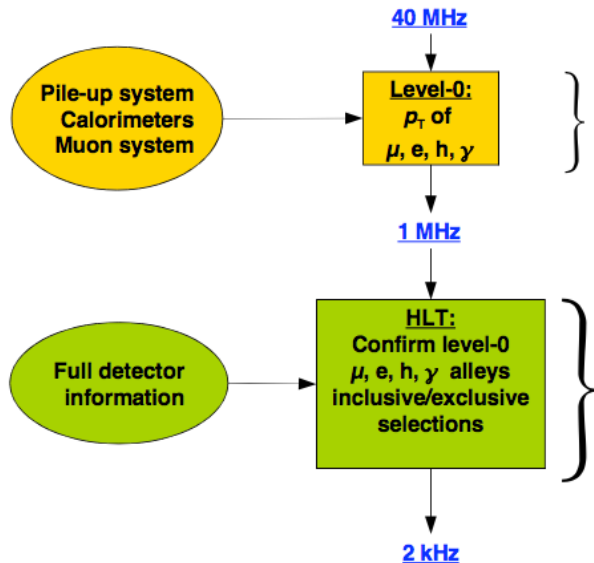 40 MHz
Pile-up system
Calorimeters
Muon system
Level-0:
pT of
μ, e, h, γ
1 MHz
Full detector
information
HLT:
Confirm level-0
μ, e, h, γ alleys
inclusive/exclusive
selections
2 kHz